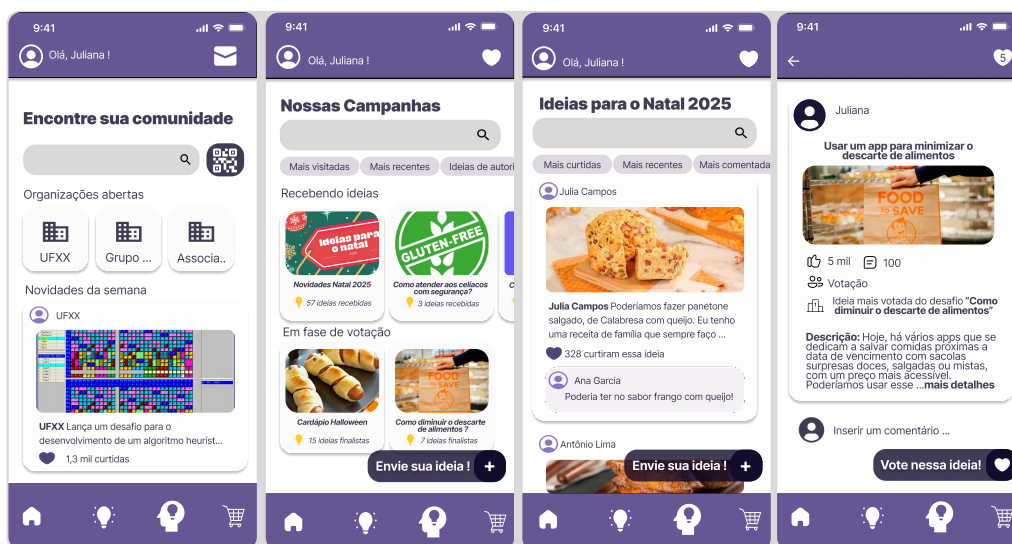 9:41
Olá, Juliana !
Encontre sua comunidade
Organizações abertas
UFXX
Grupo ...
Associa..
Novidades da semana
UFXX
UFXX Lança um desafio para o
desenvolvimento de um algoritmo heuríst...
1,3 mil curtidas
9:41
Olá, Juliana !
Nossas Campanhas
Mais visitadas
Mais recentes
Ideias de autori
Recebendo ideias
Ideias para
o natal
GLUTEN-FREE
Novidades Natal 2025
Como atender aos celíacos
com segurança?
C
57 ideias recebidas
3 ideias recebidas
Em fase de votação
FOOD
TO SAVE
Cardápio Halloween
Como diminuir o descarte
de alimentos ?
15 ideias finalistas
7 ideias finalistas
Envie sua ideia ! +
9:41
Olá, Juliana !
Ideias para o Natal 2025
Mais curtidas
Mais recentes
Mais comentada
Julia Campos
Julia Campos Poderíamos fazer panetone
salgado, de Calabresa com queijo. Eu tenho
uma receita de família que sempre faço ...
328 curtiram essa ideia
Ana Garcia
Poderia ter no sabor frango com queijo!
Antônio Lima
Envie sua ideia ! +
9:41
5
Juliana
Usar um app para minimizar o
descarte de alimentos
FOOD
TO SAVE
5 mil
100
Votação
Ideia mais votada do desafio "Como
diminuir o descarte de alimentos"
Descrição: Hoje, há vários apps que se
dedicam a salvar comidas próximas a
data de vencimento com sacolas
surpresas doces, salgadas ou mistas,
com um preço mais acessível.
Poderíamos usar esse ...mais detalhes
Inserir um comentário ...
Vote nessa ideia!